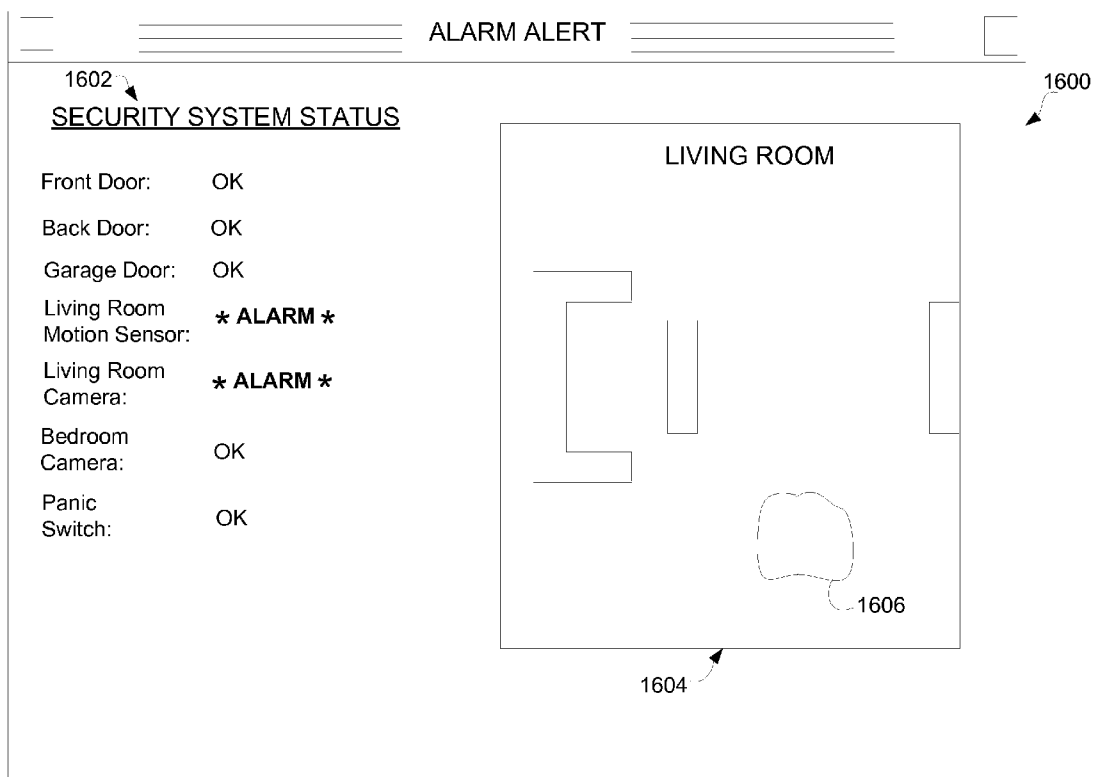 ALARM ALERT
1602
1600
SECURITY SYSTEM STATUS
LIVING ROOM
Front Door: OK
Back Door: OK
Garage Door: OK
Living Room
Motion Sensor: * ALARM *
Living Room
Camera: * ALARM *
Bedroom
Camera: OK
Panic
Switch: OK
1606
1604